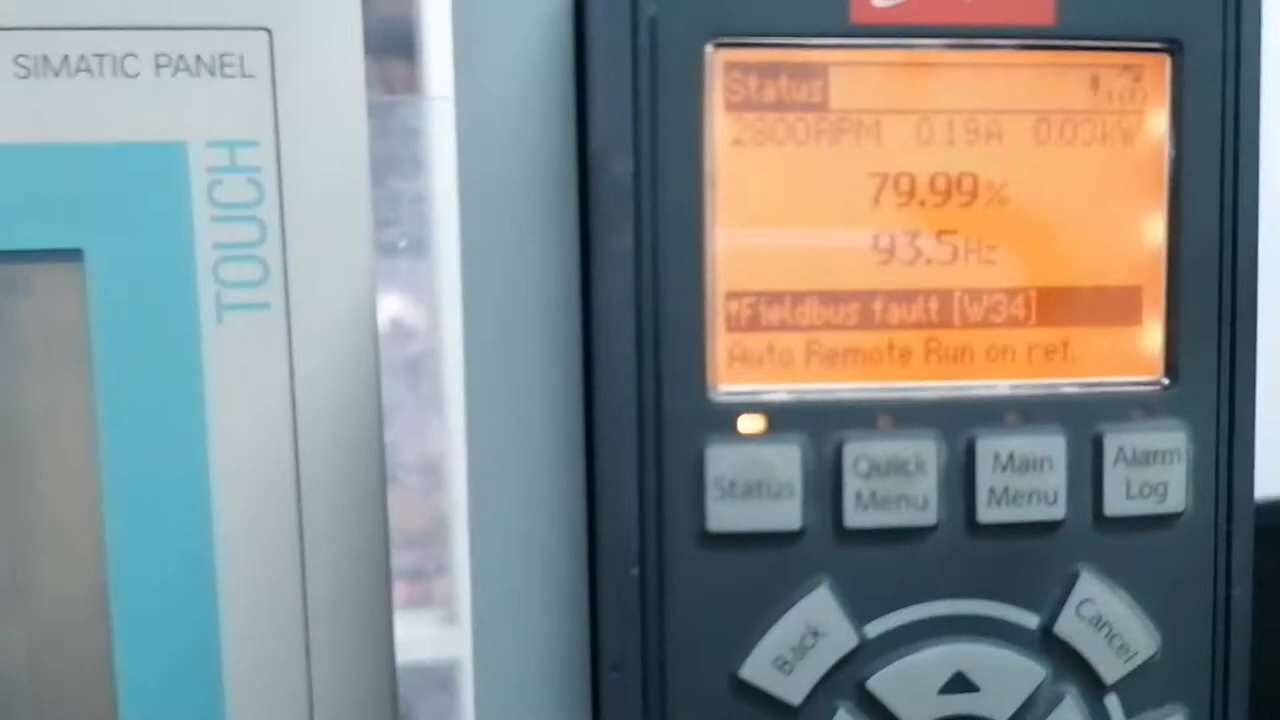 SIMATIC PANEL
TOUCH
Status
2800RPM 0.19A 0.03kW
79.99%
93.5Hz
!Fieldbus fault [W34]
Auto Remote Run on ref.
Status
Quick Menu
Main Menu
Alarm Log
Back
Cancel